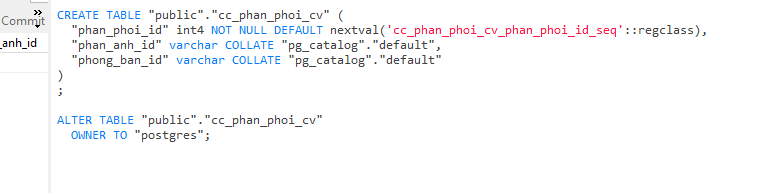 Commit
_anh_id
CREATE TABLE "public"."cc_phan_phoi_cv" (
"phan_phoi_id" int4 NOT NULL DEFAULT nextval('cc_phan_phoi_cv_phan_phoi_id_seq'::regclass),
"phan_anh_id" varchar COLLATE "pg_catalog"."default",
"phong_ban_id" varchar COLLATE "pg_catalog"."default"
)
;
ALTER TABLE "public"."cc_phan_phoi_cv"
OWNER TO "postgres";